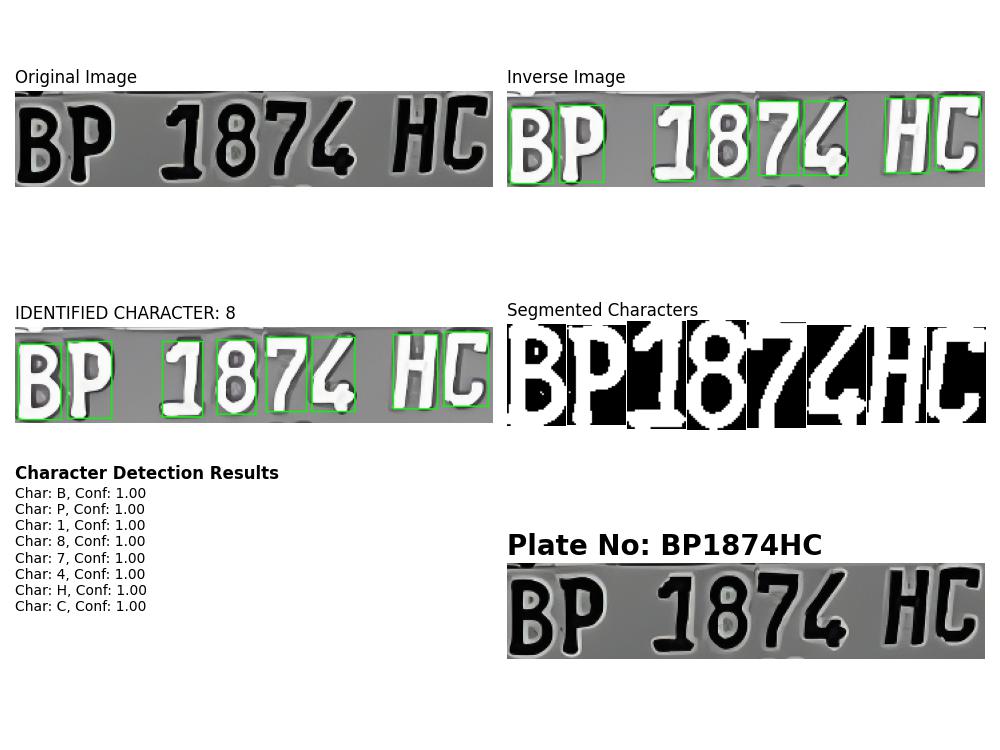 Original Image
BP 1874 HC
Inverse Image
BP 1874 HC
IDENTIFIED CHARACTER: 8
BP 1874 HC
Segmented Characters
BP1874HC
Character Detection Results
Char: B, Conf: 1.00
Char: P, Conf: 1.00
Char: 1, Conf: 1.00
Char: 8, Conf: 1.00
Char: 7, Conf: 1.00
Char: 4, Conf: 1.00
Char: H, Conf: 1.00
Char: C, Conf: 1.00
Plate No: BP1874HC
BP 1874 HC